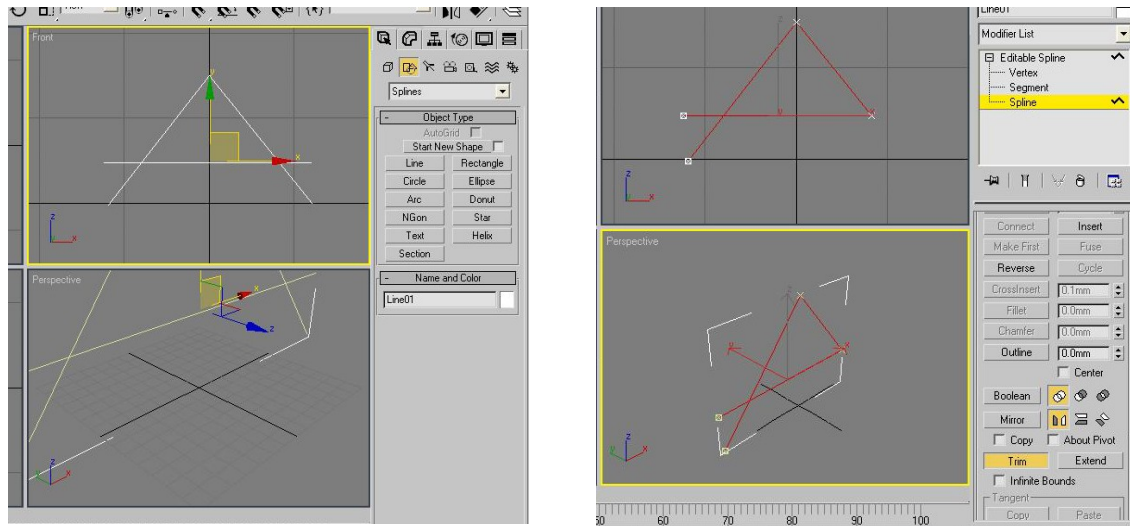 Front
y
x
z
x
Splines
- Object Type
AutoGrid
Start New Shape
Line Rectangle
Circle Ellipse
Arc Donut
NGon Star
Text Helix
Section
- Name and Color
Line01
Perspective
x
z
z
y x
z
y
x
z
x
Perspective
z
x
z
y x
50 60 70 80 90 100
Line01
Modifier List
Editable Spline
Vertex
Segment
Spline
Connect Insert
Make First Fuse
Reverse Cycle
CrossInsert 0.1mm
Fillet 0.0mm
Chamfer 0.0mm
Outline 0.0mm
Center
Boolean
Mirror
Copy About Pivot
Trim Extend
Infinite Bounds
Tangent
Copy Paste